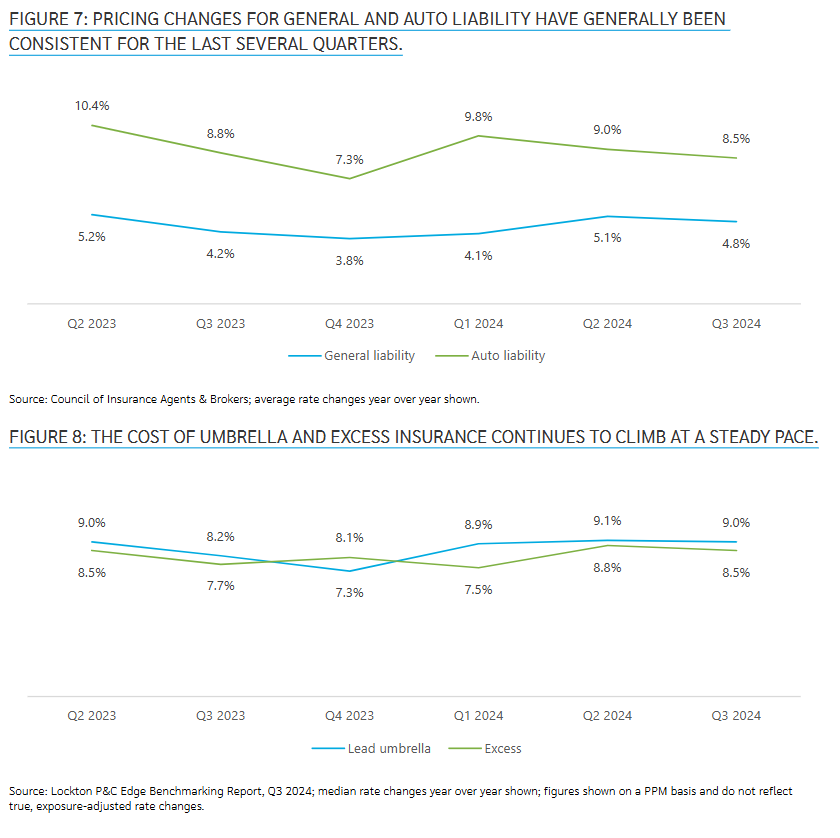 FIGURE 7: PRICING CHANGES FOR GENERAL AND AUTO LIABILITY HAVE GENERALLY BEEN
CONSISTENT FOR THE LAST SEVERAL QUARTERS.
10.4%
8.8%
7.3%
9.8%
9.0%
8.5%
5.2%
4.2%
3.8%
4.1%
5.1%
4.8%
Q2 2023 Q3 2023 Q4 2023 Q1 2024 Q2 2024 Q3 2024
General liability Auto liability
Source: Council of Insurance Agents & Brokers; average rate changes year over year shown.
FIGURE 8: THE COST OF UMBRELLA AND EXCESS INSURANCE CONTINUES TO CLIMB AT A STEADY PACE.
9.0%
8.2%
8.1%
8.9%
9.1%
9.0%
8.5%
7.7%
7.3%
7.5%
8.8%
8.5%
Q2 2023 Q3 2023 Q4 2023 Q1 2024 Q2 2024 Q3 2024
Lead umbrella Excess
Source: Lockton P&C Edge Benchmarking Report, Q3 2024; median rate changes year over year shown; figures shown on a PPM basis and do not reflect
true, exposure-adjusted rate changes.